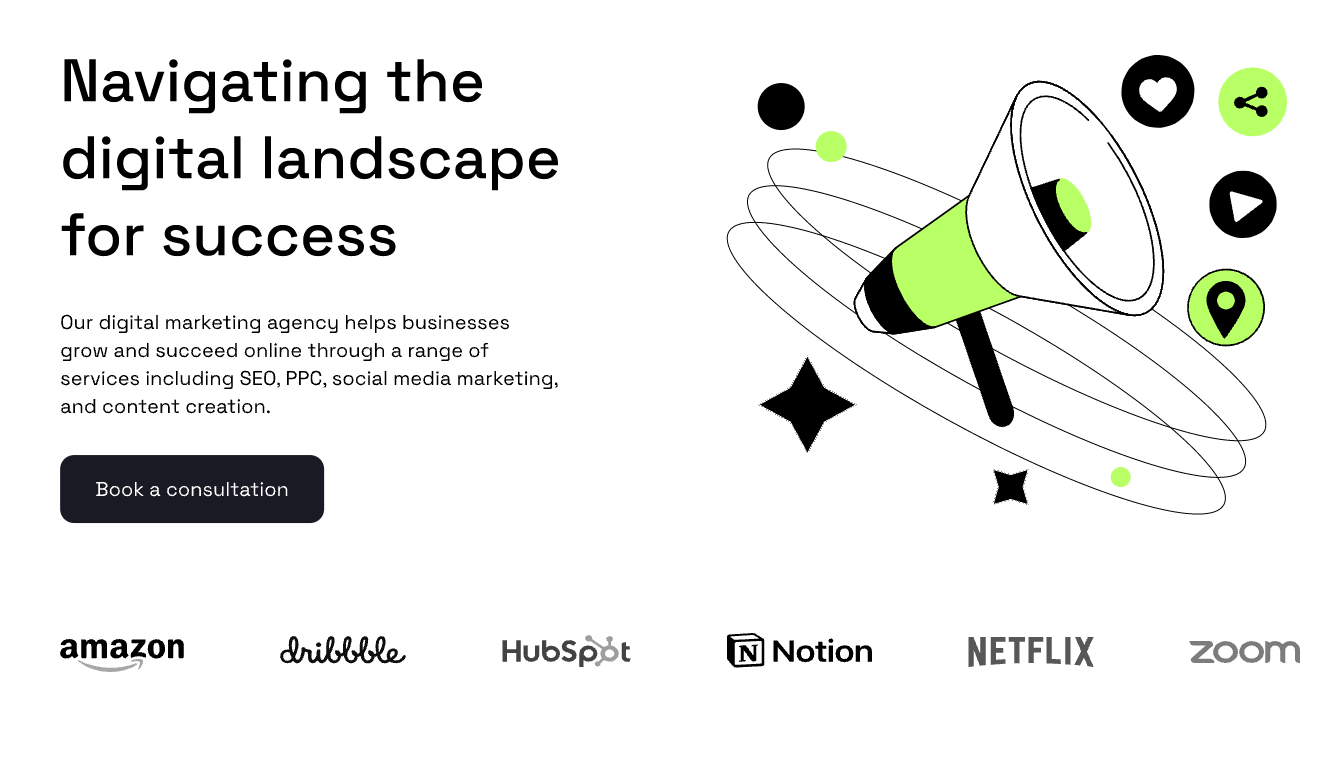 Navigating the
digital landscape
for success
Our digital marketing agency helps businesses
grow and succeed online through a range of
services including SEO, PPC, social media marketing,
and content creation.
Book a consultation
amazon dribbble HubSpot N Notion NETFLIX zoom